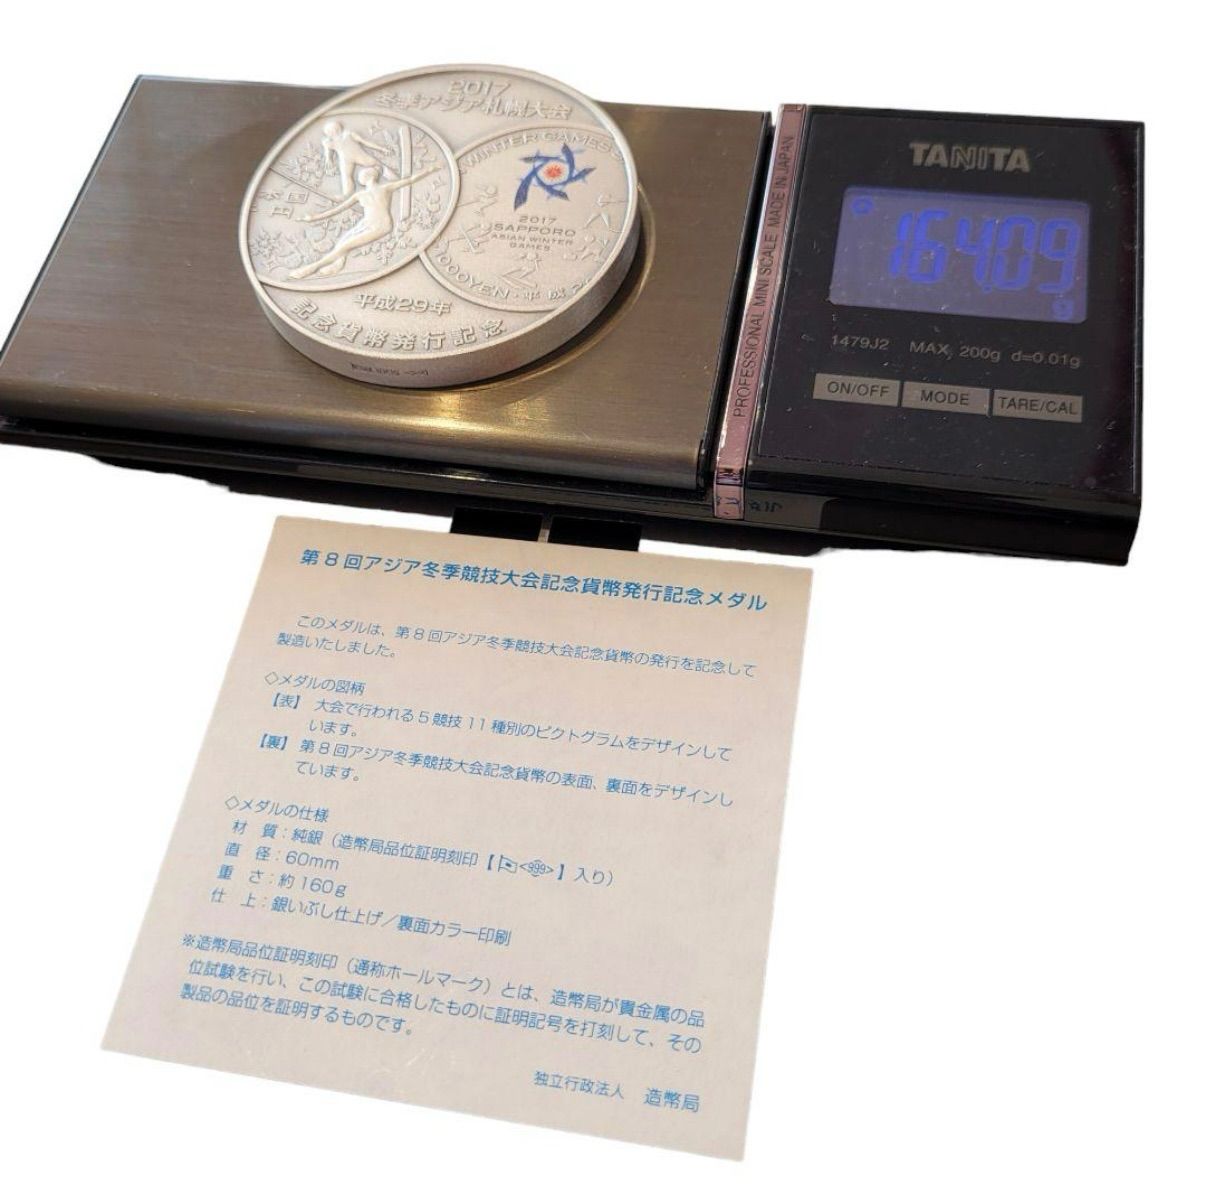 2017
冬季アジア札幌大会
WINTER GAMES
2017
SAPPORO
ASIAN WINTER
GAMES
1000YEN・平成2
平成29年
記念貨幣発行記念
TANITA
164.09
g
1479J2 MAX 200g d=0.01g
ON/OFF MODE TARE/CAL
PROFESSIONAL MINI SCALE MADE IN JAPAN
第8回アジア冬季競技大会記念貨幣発行記念メダル
このメダルは、第8回アジア冬季競技大会記念貨幣の発行を記念して
製造いたしました。
◇メダルの図柄
【表】 大会で行われる5競技11種別のピクトグラムをデザインして
います。
【裏】 第8回アジア冬季競技大会記念貨幣の表面、裏面をデザインし
ています。
◇メダルの仕様
材 質：純銀（造幣局品位証明刻印【<999>】入り）
直 径：60mm
重 さ：約160g
仕 上：銀いぶし仕上げ／裏面カラー印刷
※造幣局品位証明刻印（通称ホールマーク）とは、造幣局が貴金属の品
位試験を行い、この試験に合格したものに証明記号を打刻して、その
製品の品位を証明するものです。
独立行政法人 造幣局